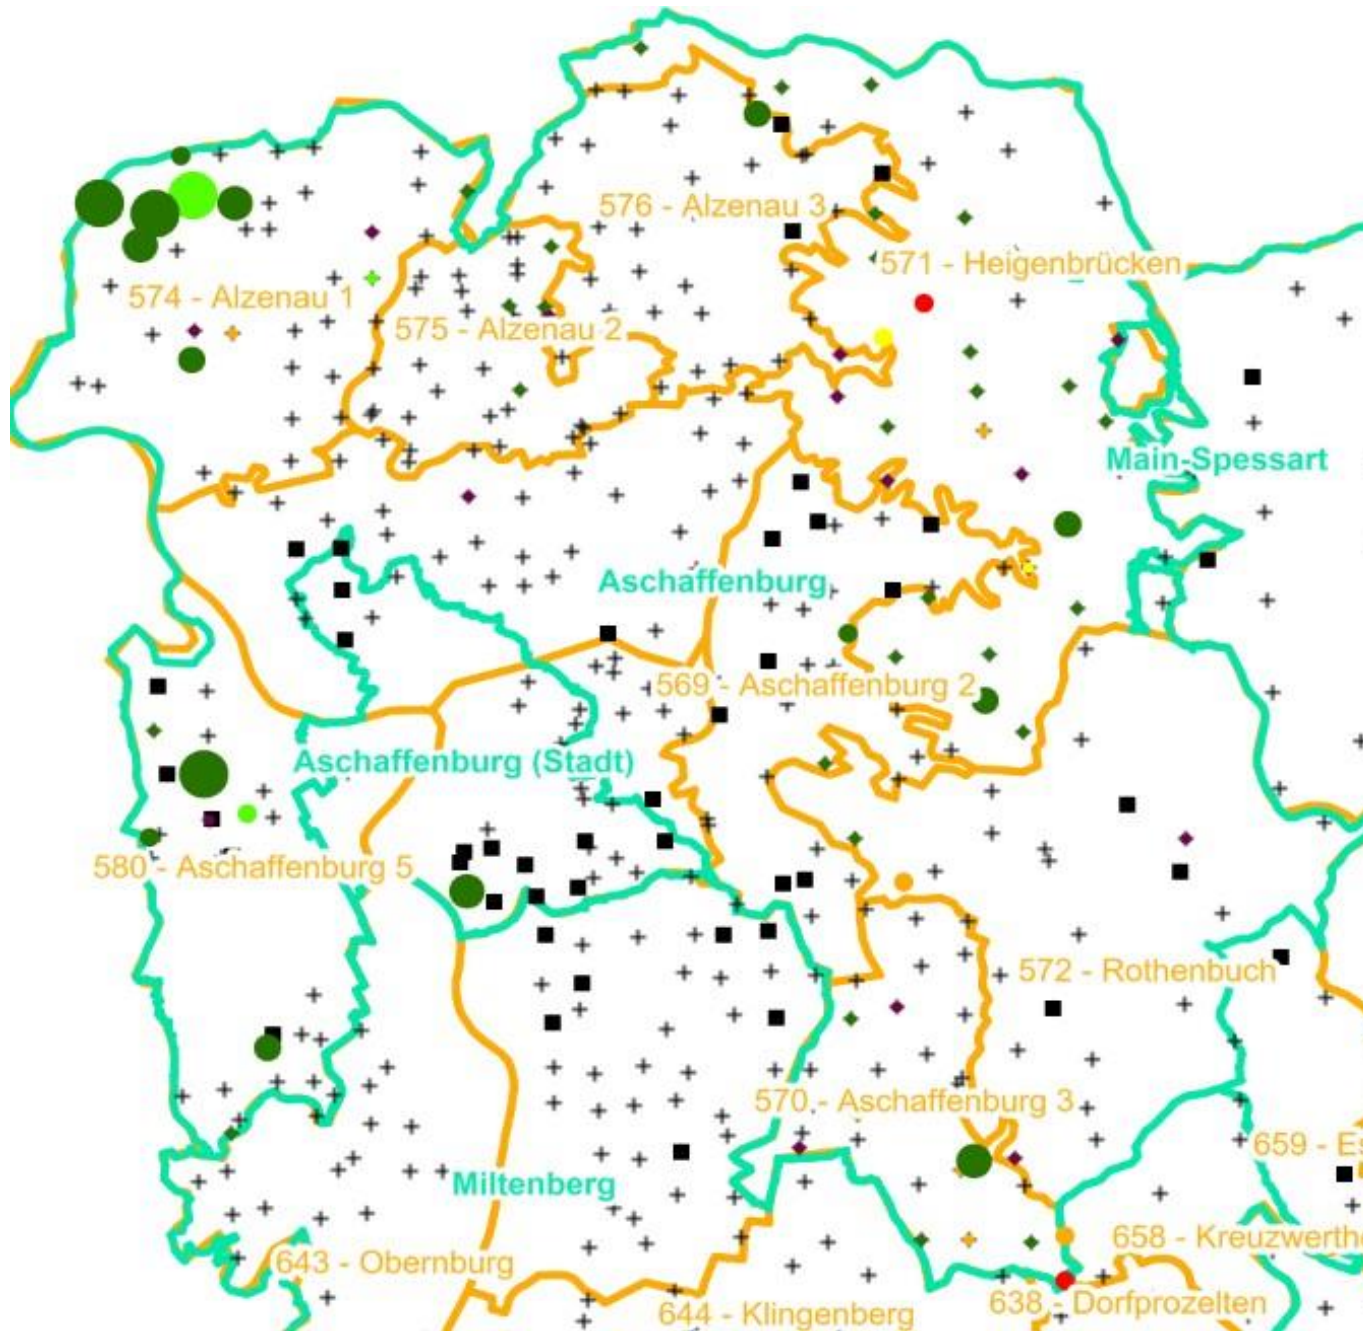 576 - Alzenau 3
571 - Heigenbrücken
574 - Alzenau 1
575 - Alzenau 2
Main-Spessart
Aschaffenburg
569 - Aschaffenburg 2
Aschaffenburg (Stadt)
580 - Aschaffenburg 5
572 - Rothenbuch
570 - Aschaffenburg 3
659 - Es
Miltenberg
658 - Kreuzwerthe
643 - Obernburg
638 - Dorfprozelten
644 - Klingenberg